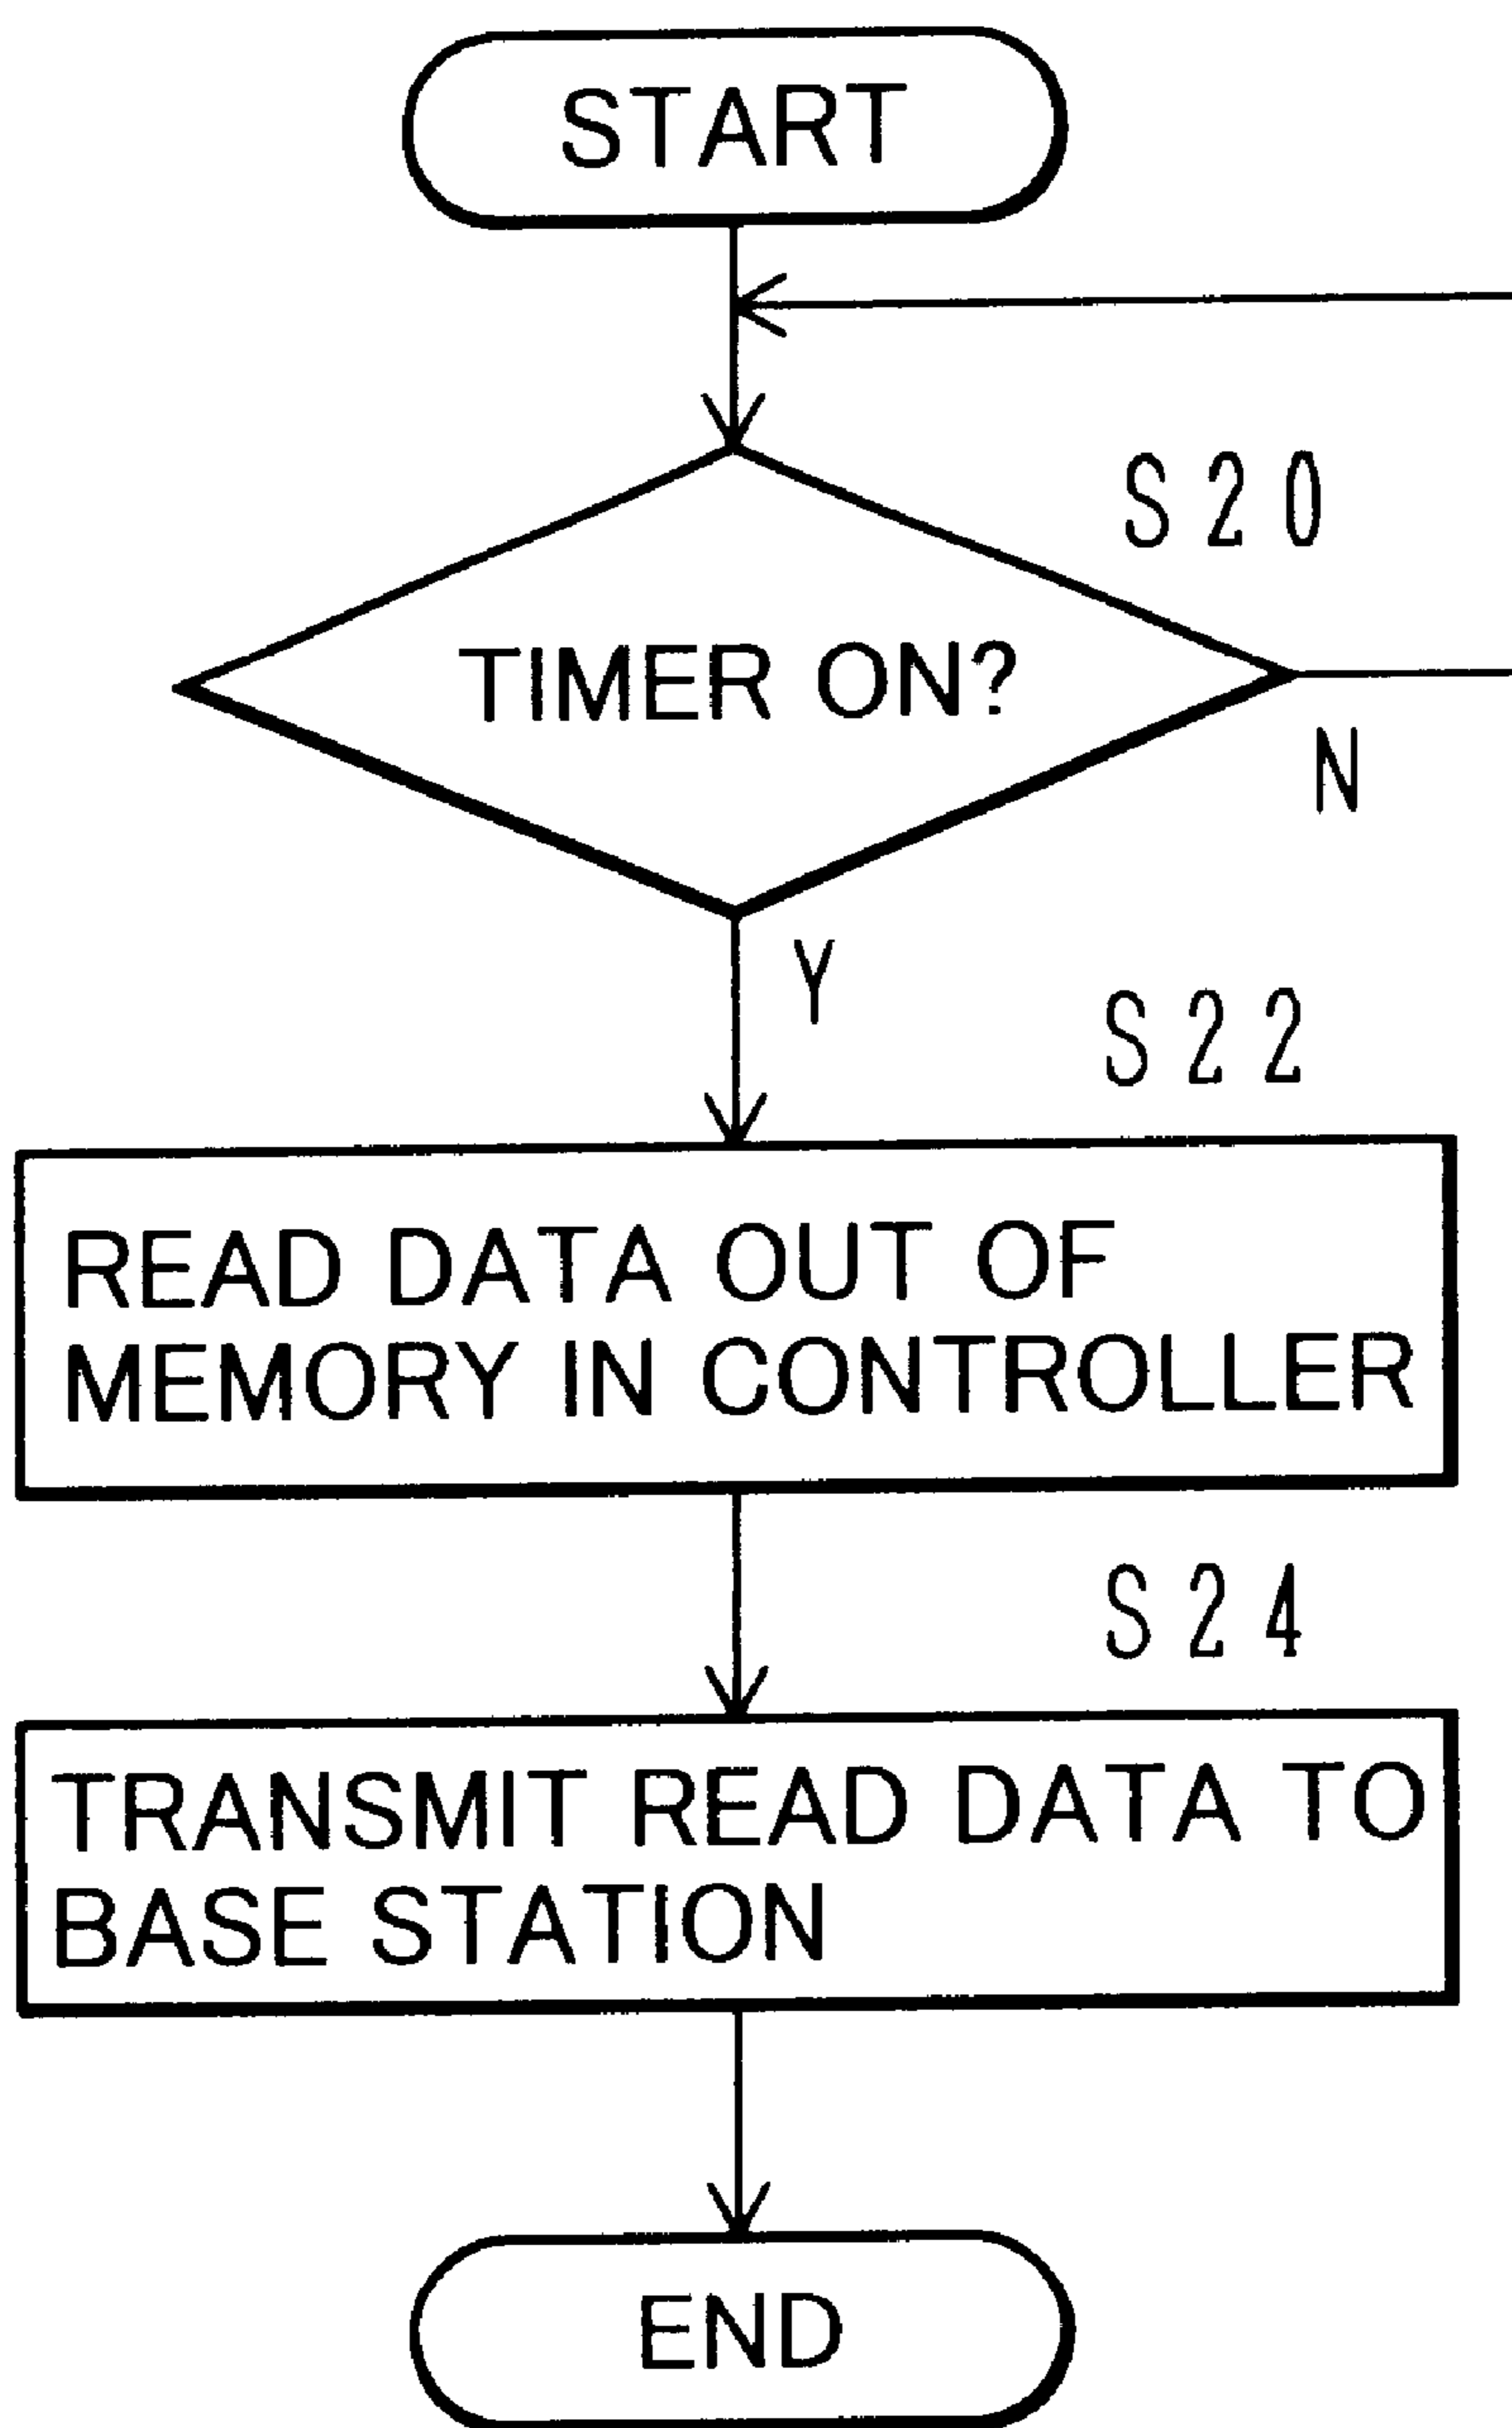 START
S20
TIMER ON?
N
Y
S22
READ DATA OUT OF
MEMORY IN CONTROLLER
S24
TRANSMIT READ DATA TO
BASE STATION
END